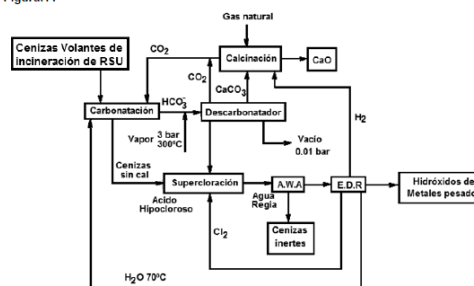 Gas natural
Cenizas Volantes de
incineración de RSU
CO2
Calcinación
CaO
CO2
CaCO3
HCO3-
H2
Carbonatación
Descarbonatador
Vapor
3 bar
300ºC
Vacío
0.01 bar
Cenizas
sin cal
Supercloración
A.W.A
E.D.R
Hidróxidos de
Metales pesado
Acido
Hipocloroso
Agua
Regia
Cl2
Cenizas
inertes
H2O 70ºC